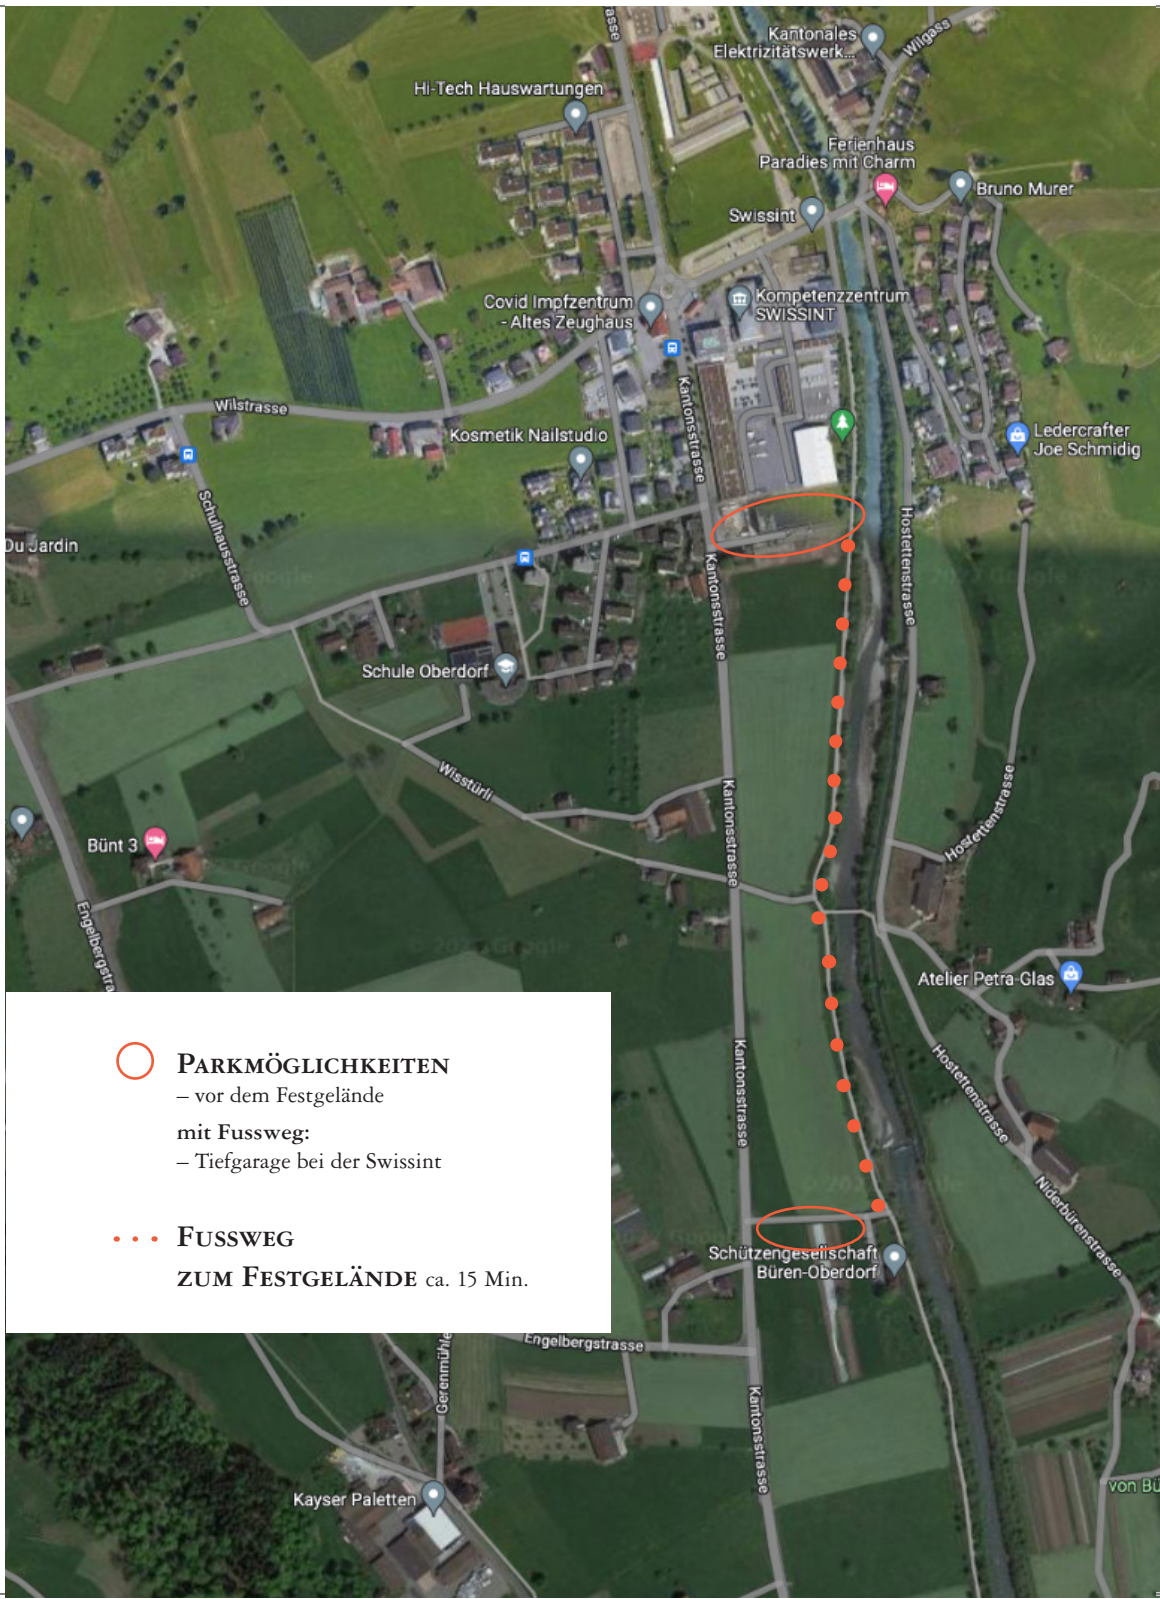 asse
Kantonales
Elektrizitätswerk...
Wilgass
Hi-Tech Hauswartungen
Ferienhaus
Paradies mit Charm
Bruno Murer
Swissint
Covid Impfzentrum
- Altes Zeughaus
Kompetenzzentrum
SWISSINT
Kantonsstrasse
Wilstrasse
Kosmetik Nailstudio
Ledercrafter
Joe Schmidig
Schulhausstrasse
Du Jardin
Hostettenstrasse
Kantonsstrasse
Schule Oberdorf
Wisstürli
Kantonsstrasse
Hostettenstrasse
Bünt 3
Engelbergstra
Atelier Petra-Glas
Kantonsstrasse
Hostettenstrasse
Niderbürenstrasse
PARKMÖGLICHKEITEN
– vor dem Festgelände
mit Fussweg:
– Tiefgarage bei der Swissint
FUSSWEG
ZUM FESTGELÄNDE ca. 15 Min.
Schützengesellschaft
Büren-Oberdorf
Engelbergstrasse
Gerenmühle
Kantonsstrasse
Kayser Paletten
von Bü